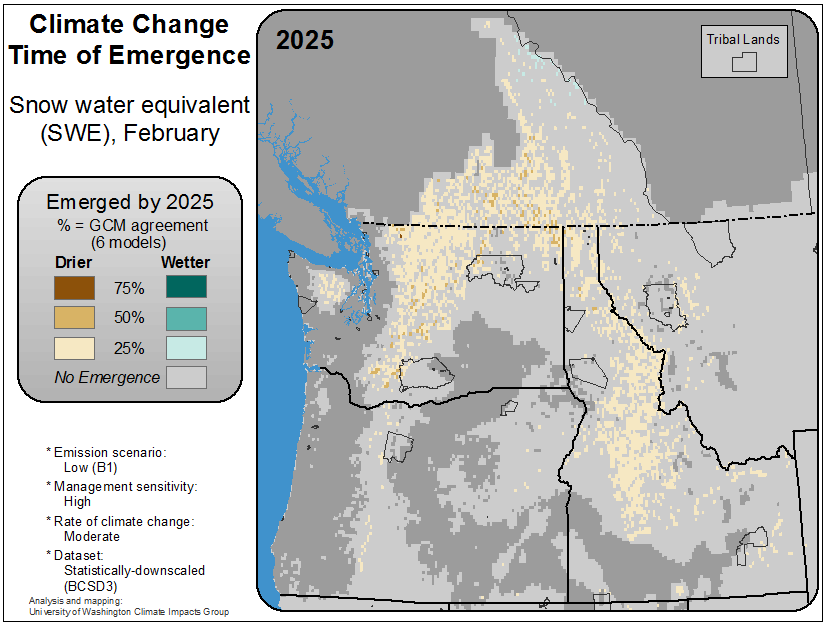 Climate Change
Time of Emergence
Snow water equivalent
(SWE), February
Emerged by 2025
% = GCM agreement
(6 models)
Drier Wetter
75%
50%
25%
No Emergence
* Emission scenario:
Low (B1)
* Management sensitivity:
High
* Rate of climate change:
Moderate
* Dataset:
Statistically-downscaled
(BCSD3)
Analysis and mapping:
University of Washington Climate Impacts Group
2025
Tribal Lands